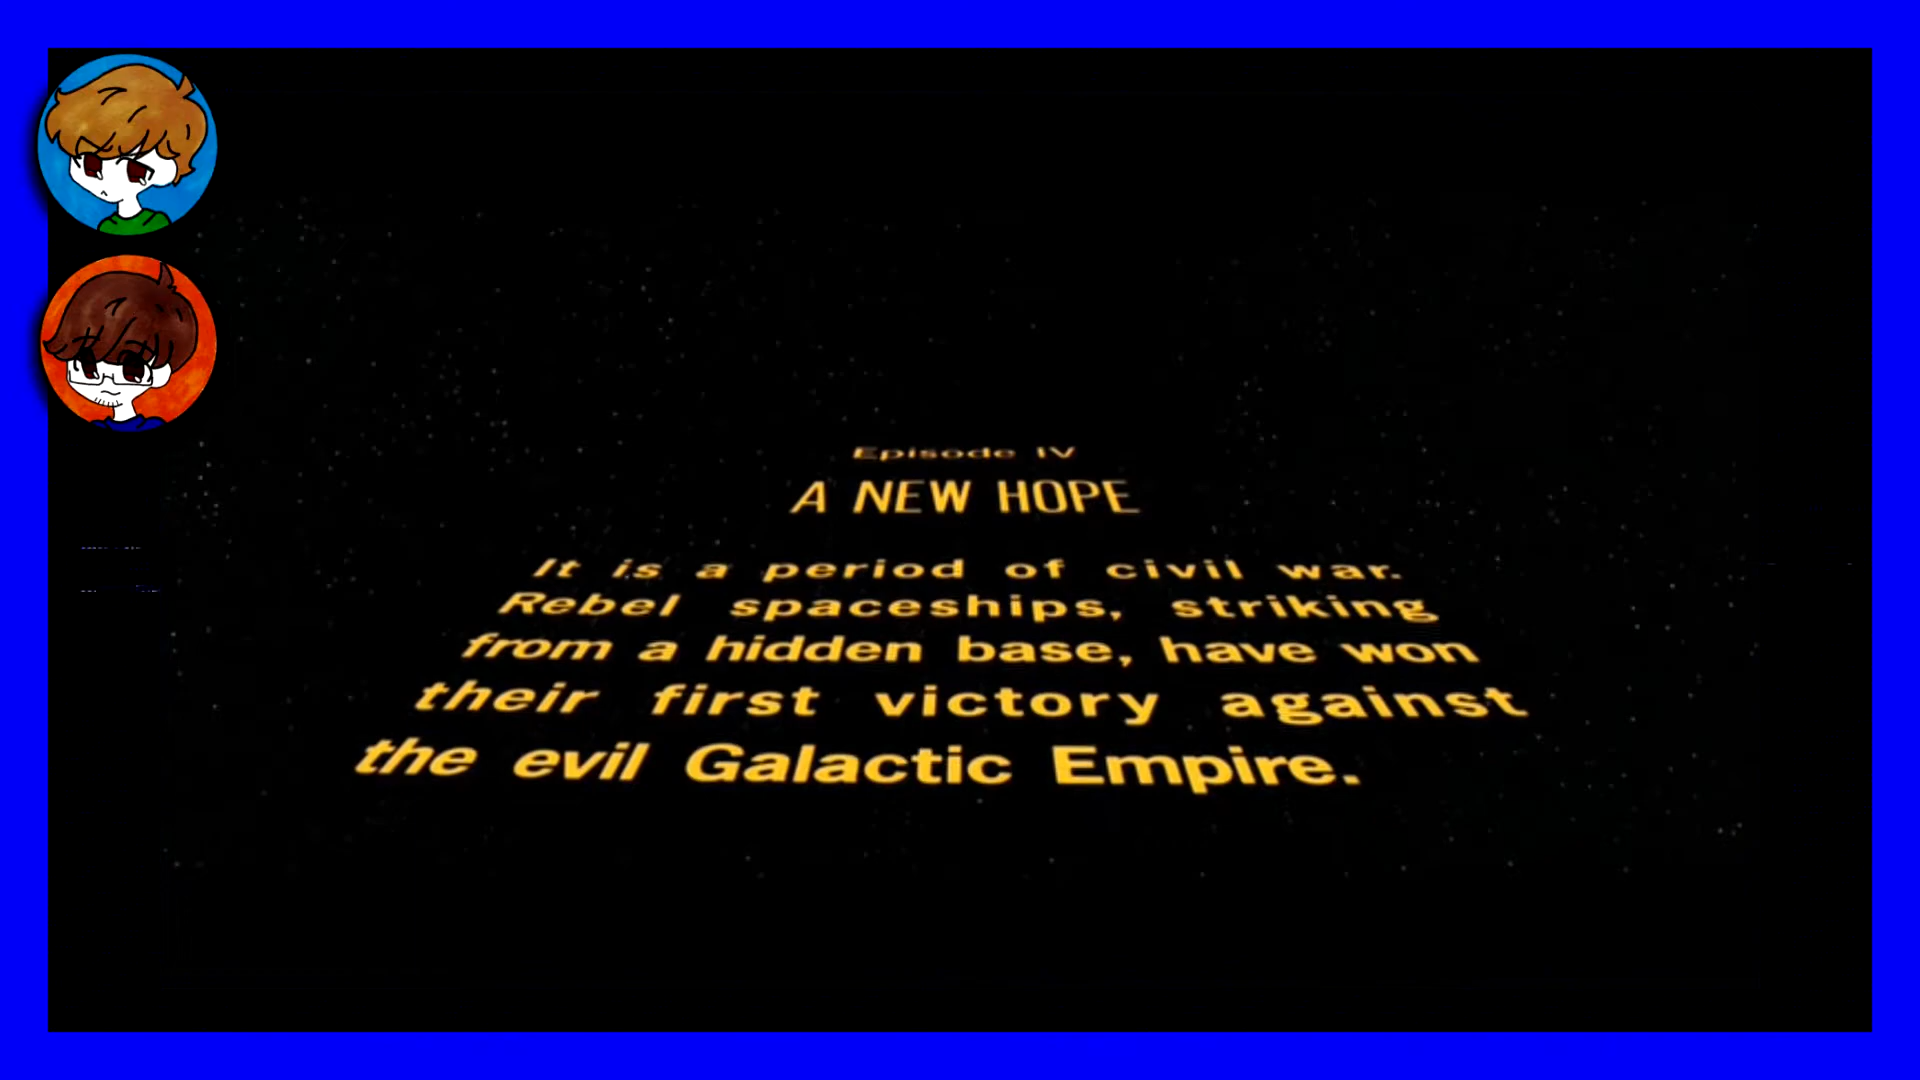 Episode IV
A NEW HOPE
It is a period of civil war.
Rebel spaceships, striking
from a hidden base, have won
their first victory against
the evil Galactic Empire.